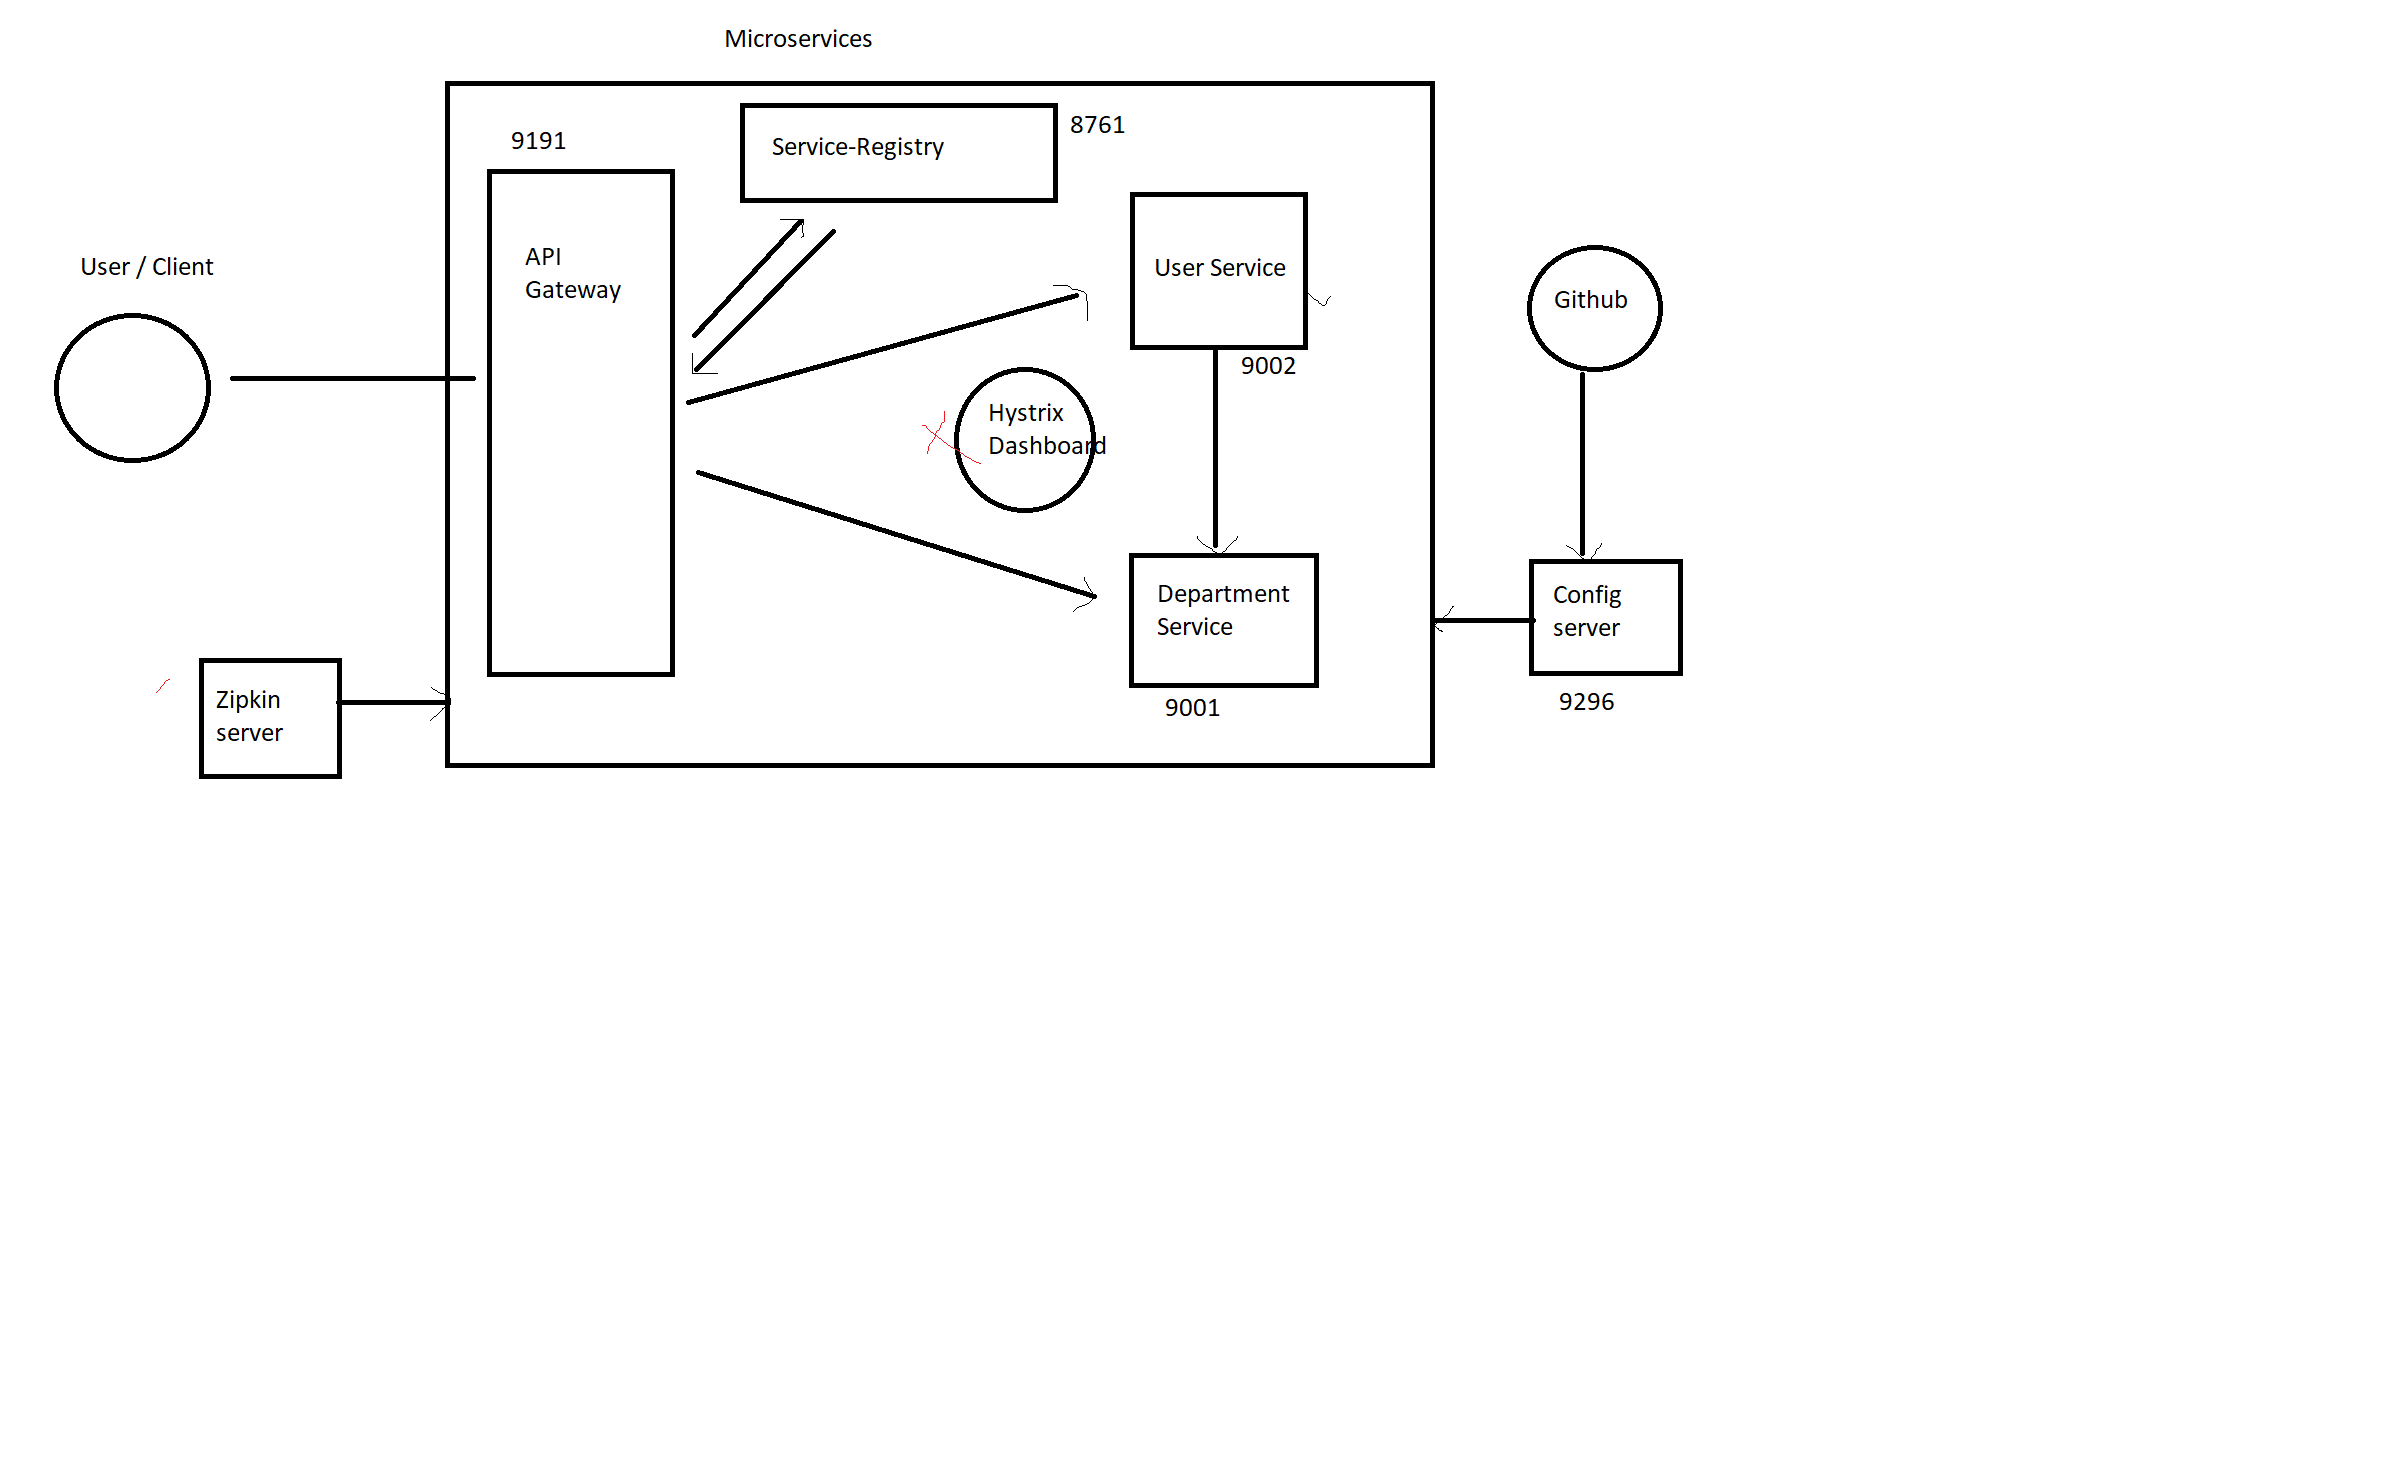 Microservices
9191
Service-Registry
8761
API
Gateway
User / Client
User Service
9002
Github
Hystrix
Dashboard
Department
Service
9001
Config
server
9296
Zipkin
server